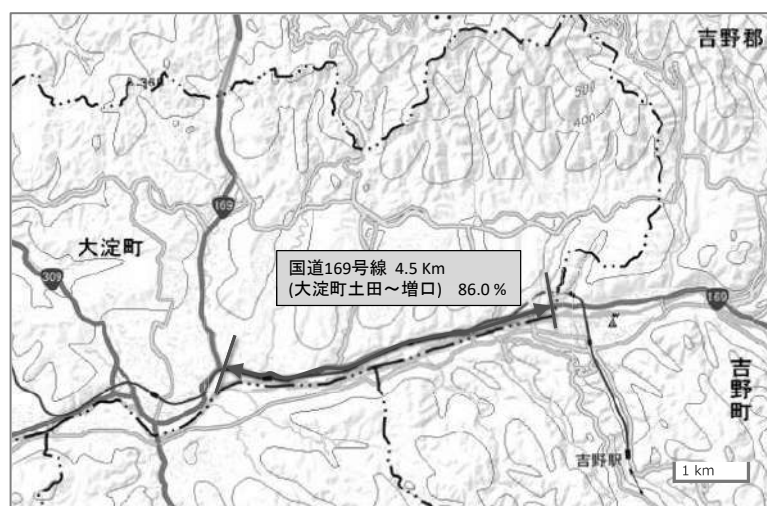 吉野郡
500
400
169
大淀町
309
国道169号線 4.5 Km
(大淀町土田～増口) 86.0 %
169
吉野町
吉野駅
1 km